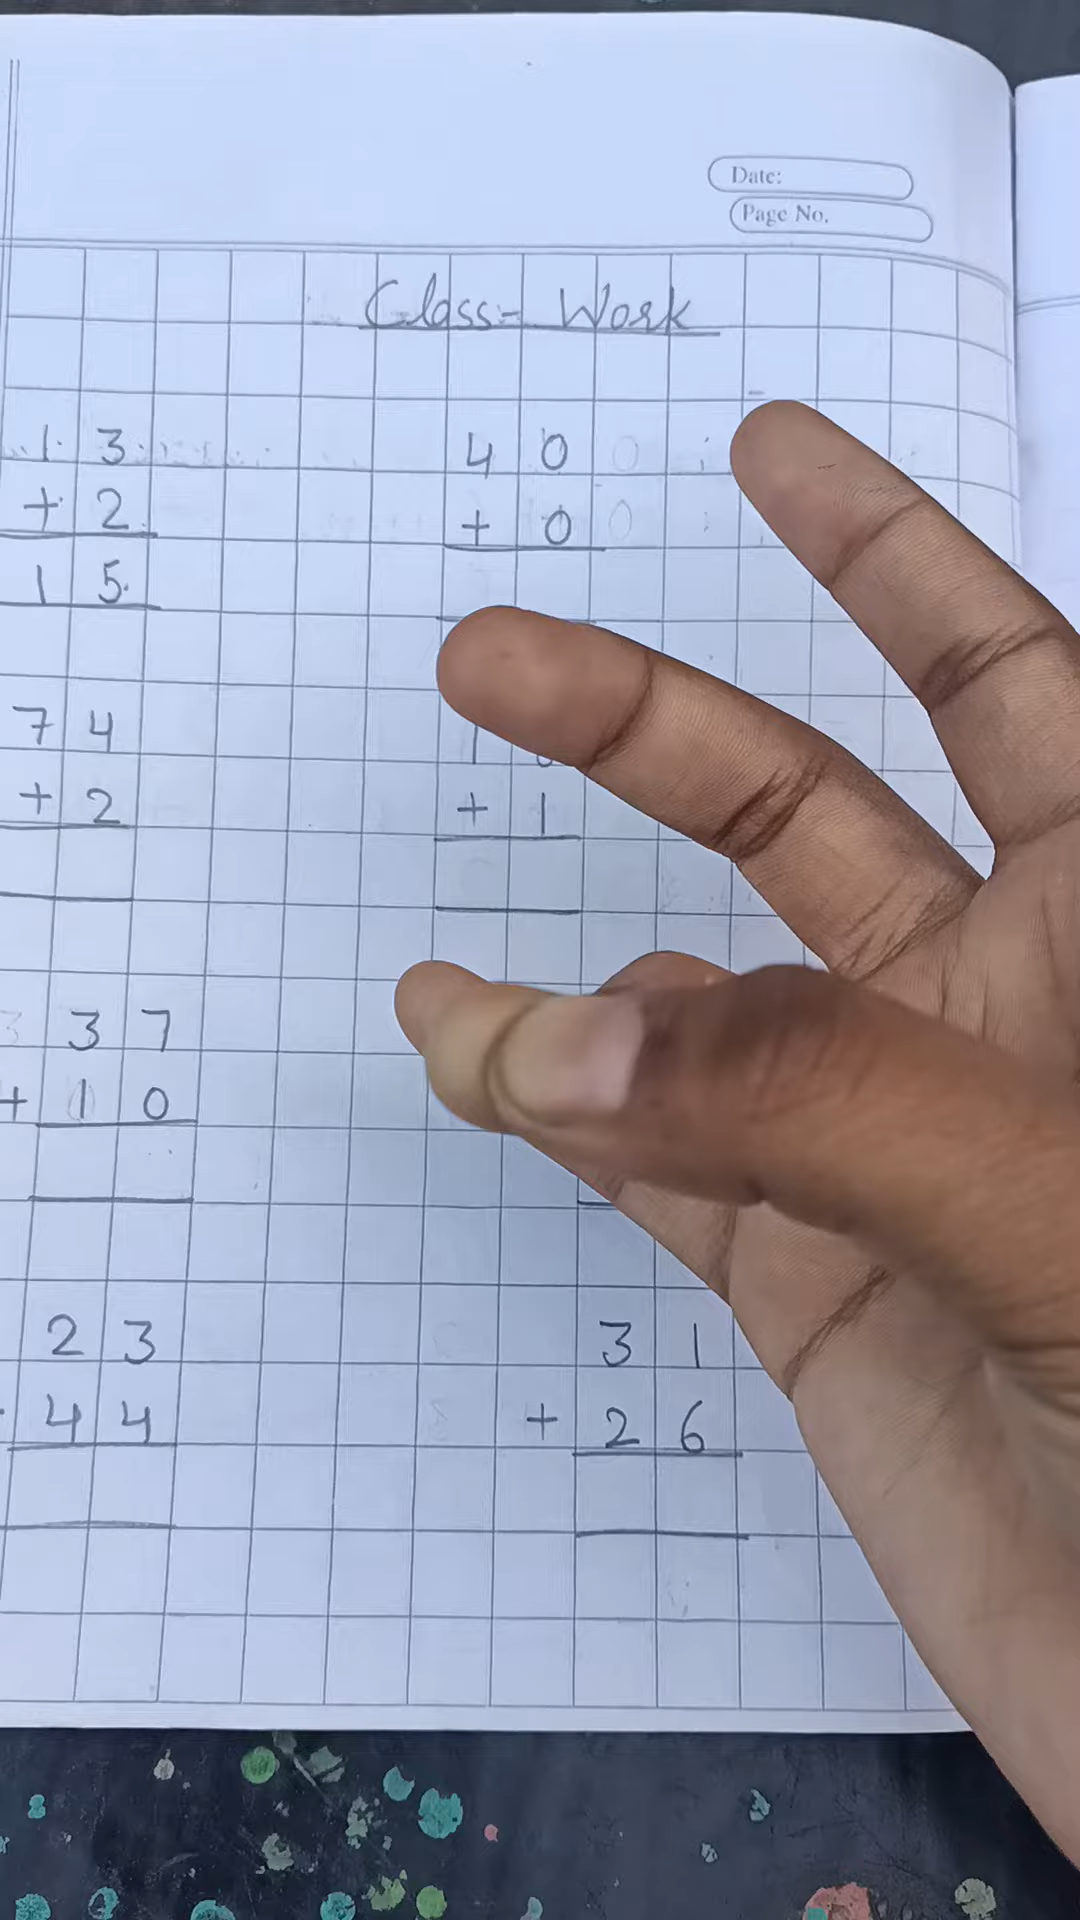 Date:
Page No.
Class- Work
1 3
+ 2
1 5
4 0
+ 0
7 4
+ 2
1
+ 1
3 7
+ 1 0
2 3
4 4
3 1
+ 2 6